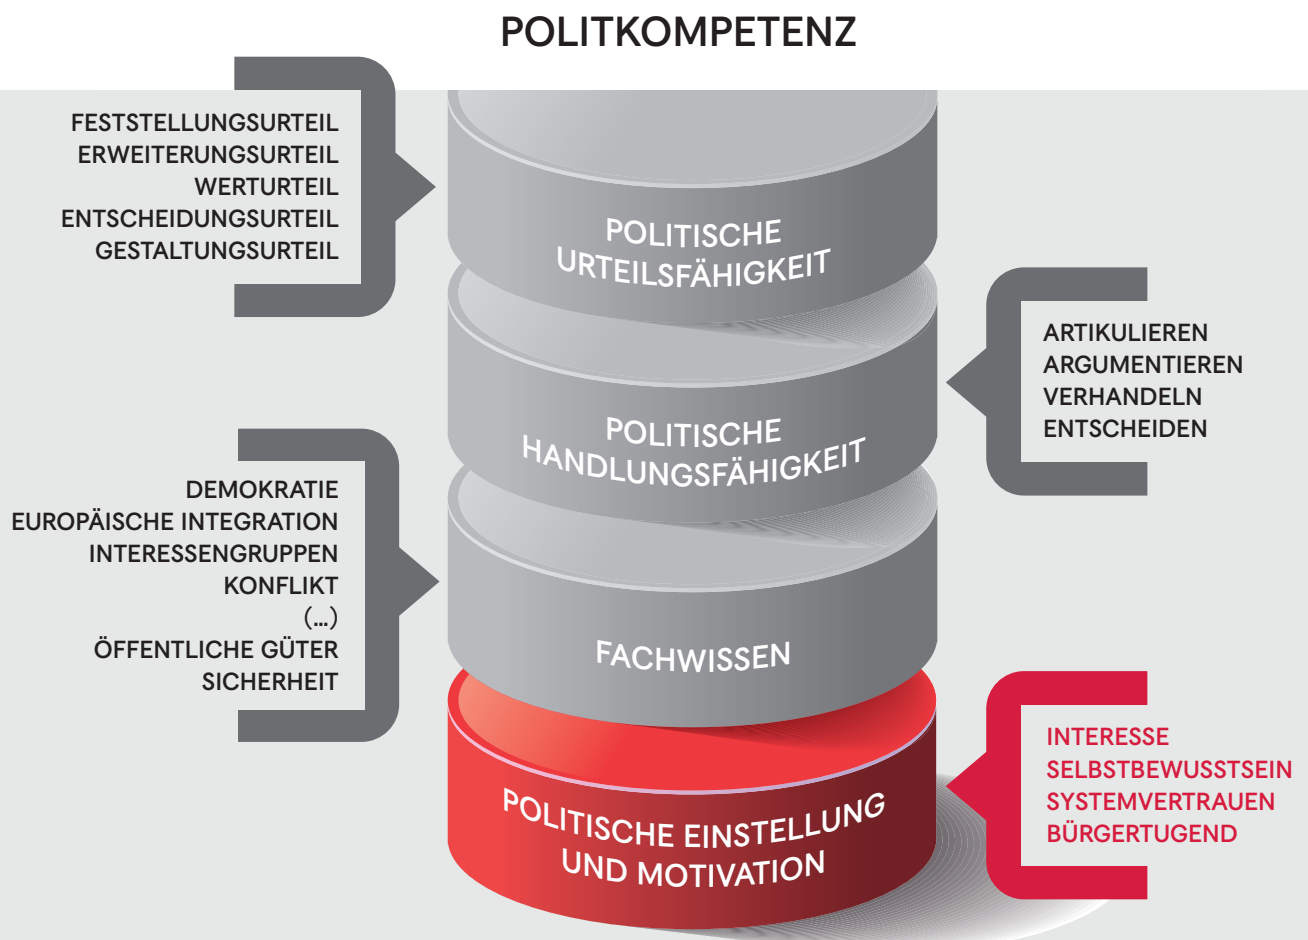 POLITKOMPETENZ
FESTSTELLUNGSURTEIL
ERWEITERUNGSURTEIL
WERTURTEIL
ENTSCHEIDUNGSURTEIL
GESTALTUNGSURTEIL
POLITISCHE
URTEILSFÄHIGKEIT
ARTIKULIEREN
ARGUMENTIEREN
VERHANDELN
ENTSCHEIDEN
POLITISCHE
HANDLUNGSFÄHIGKEIT
DEMOKRATIE
EUROPÄISCHE INTEGRATION
INTERESSENGRUPPEN
KONFLIKT
(...)
ÖFFENTLICHE GÜTER
SICHERHEIT
FACHWISSEN
INTERESSE
SELBSTBEWUSSTSEIN
SYSTEMVERTRAUEN
BÜRGERTUGEND
POLITISCHE EINSTELLUNG
UND MOTIVATION